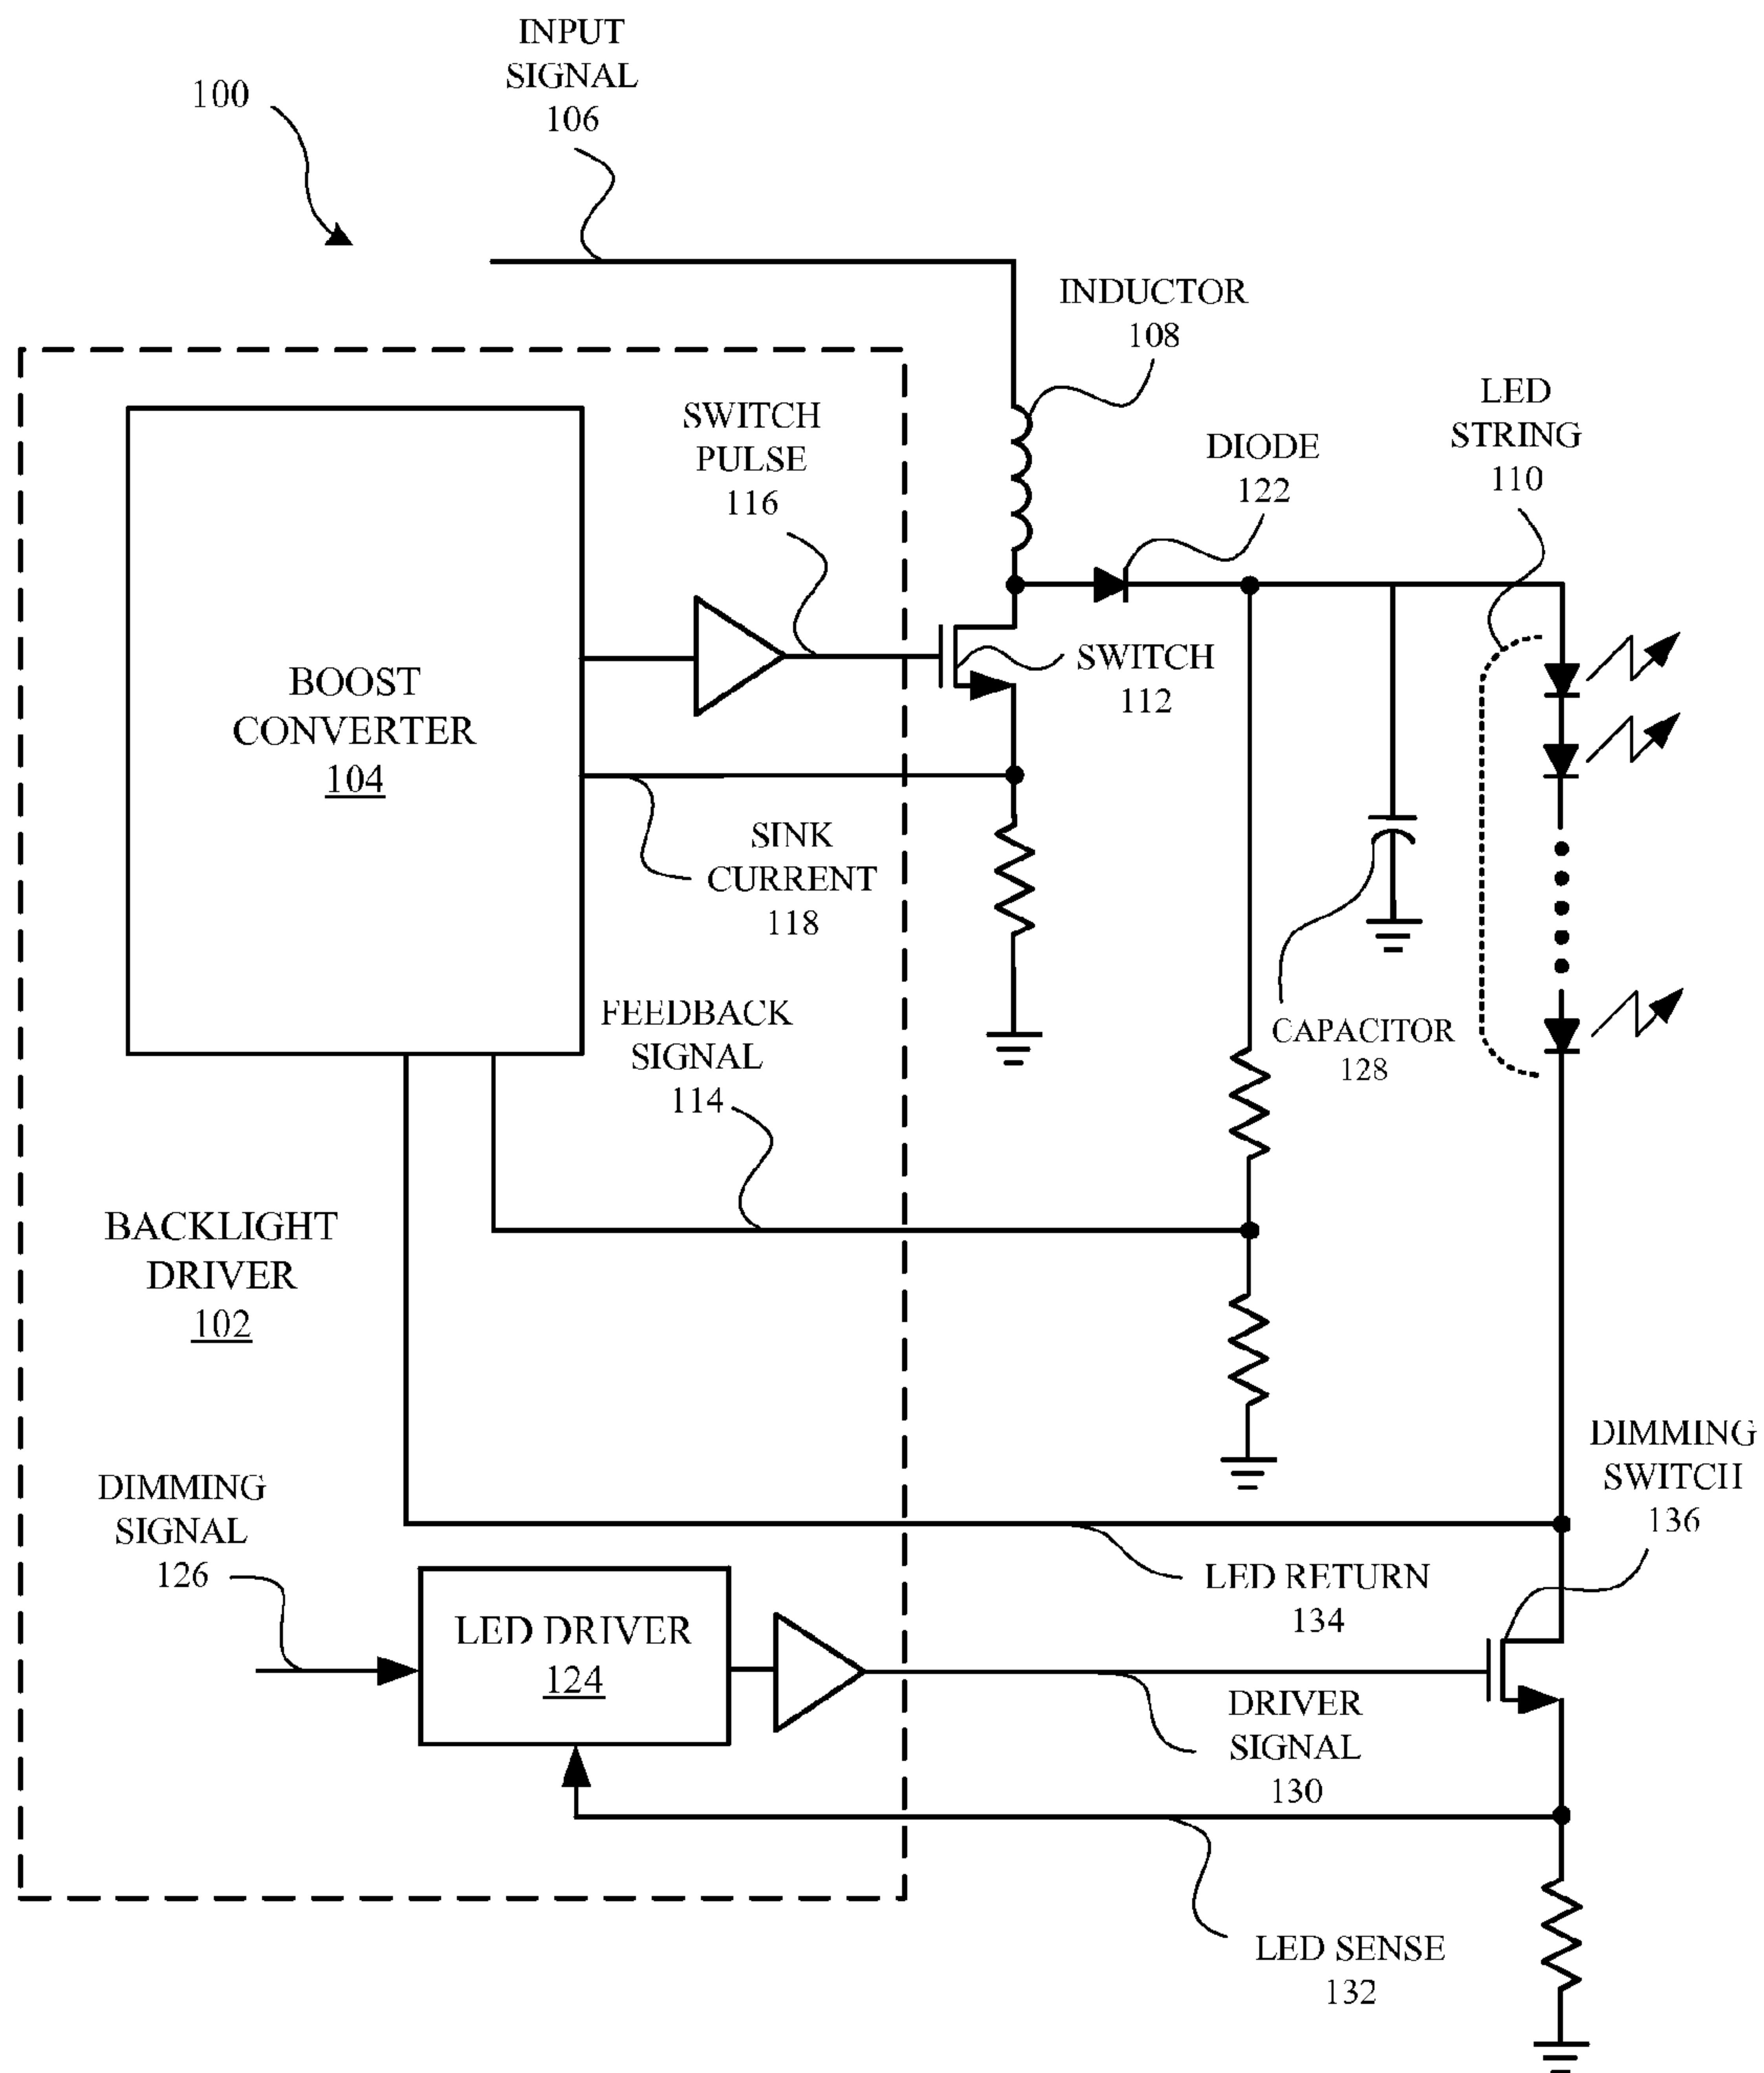 INPUT
SIGNAL
106
100
INDUCTOR
108
LED
STRING
110
SWITCH
PULSE
116
DIODE
122
BOOST
CONVERTER
104
SWITCH
112
SINK
CURRENT
118
FEEDBACK
SIGNAL
114
CAPACITOR
128
BACKLIGHT
DRIVER
102
DIMMING
SWITCH
136
DIMMING
SIGNAL
126
LED RETURN
134
LED DRIVER
124
DRIVER
SIGNAL
130
LED SENSE
132